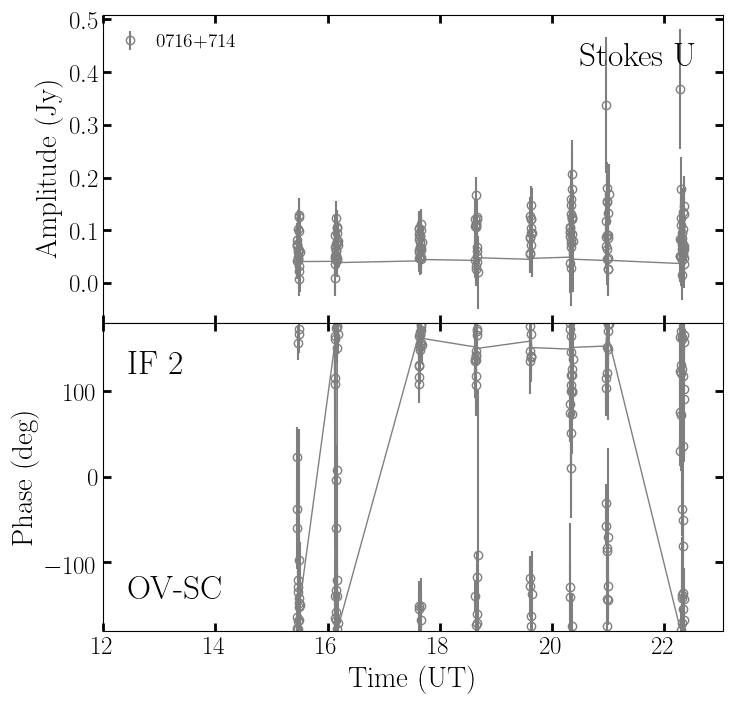 0.5
0716+714
Stokes U
0.4
0.3
0.2
0.1
0.0
Amplitude (Jy)
IF 2
100
0
−100
Phase (deg)
OV-SC
12 14 16 18 20 22
Time (UT)